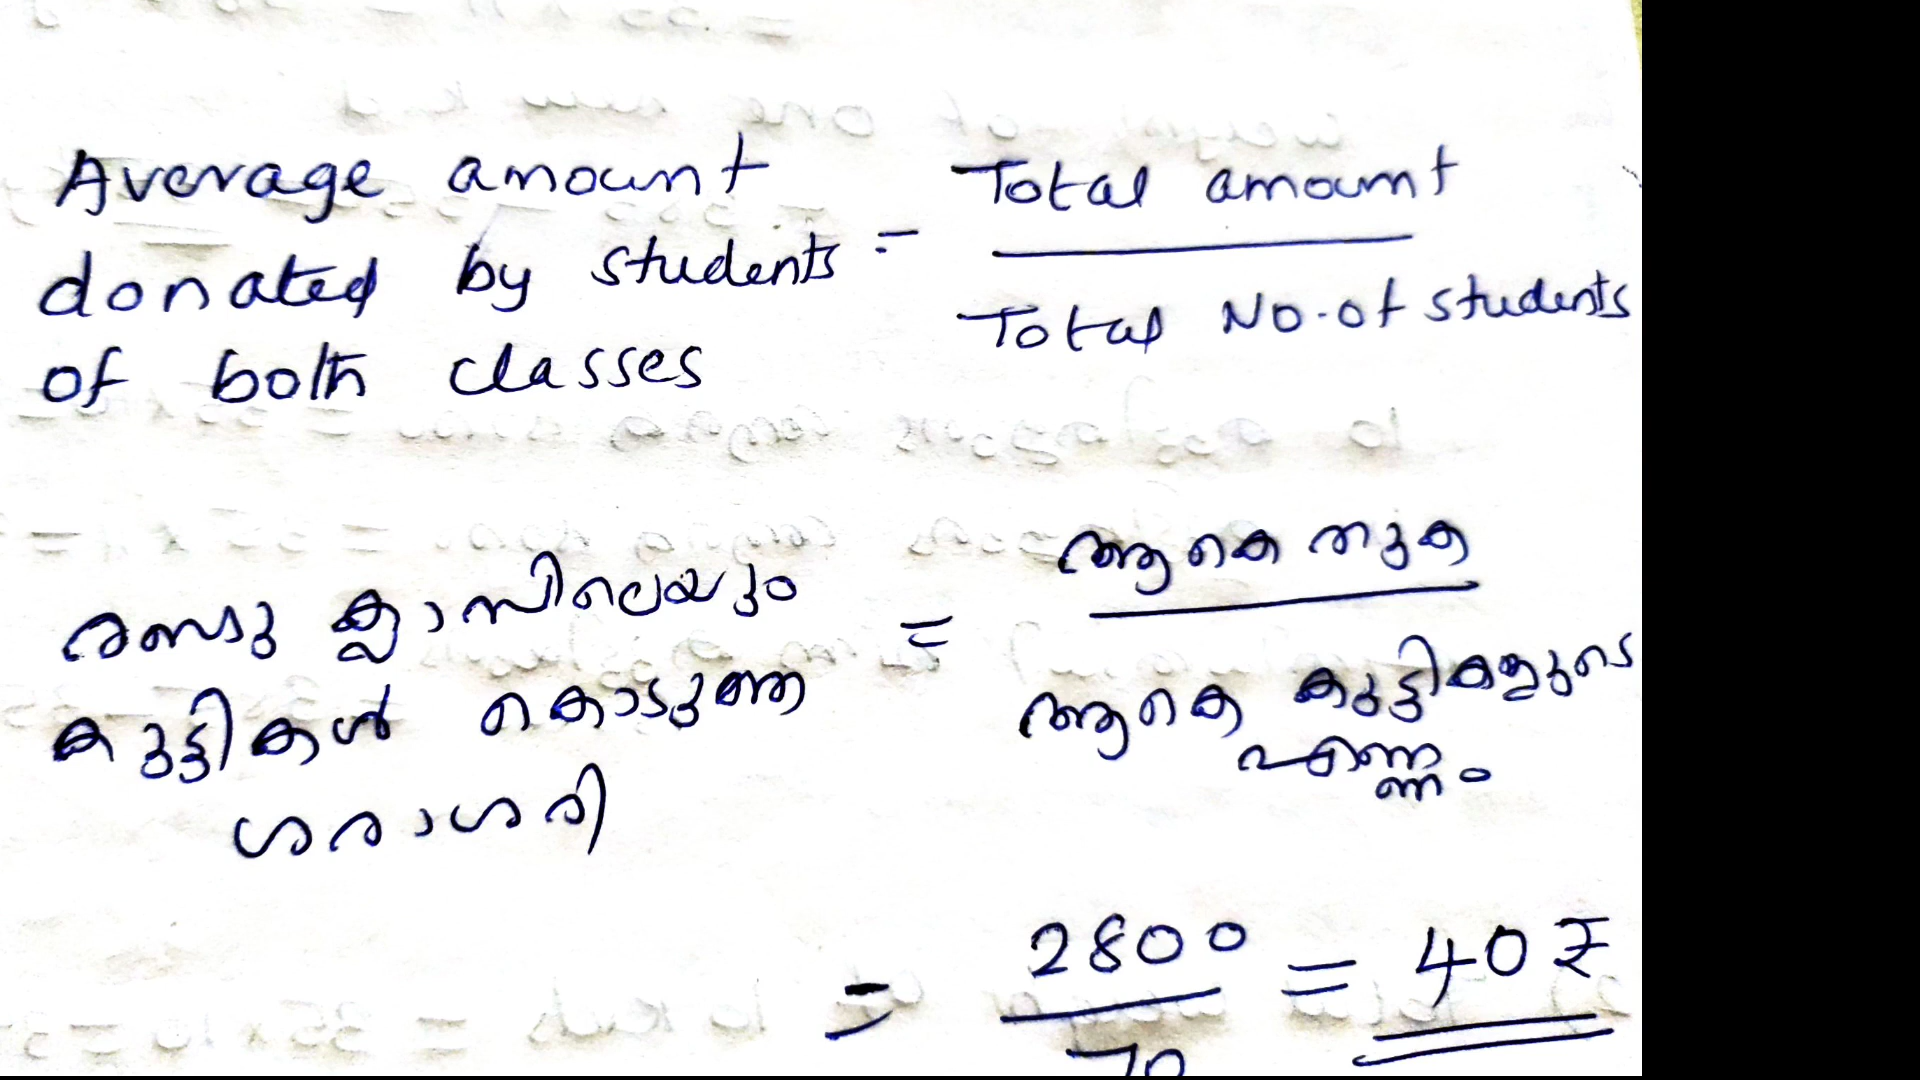 Average amount = Total amount
donated by students
of both classes Total No. of students
രണ്ടു ക്ലാസിലെയും = ആകെ തുക
കുട്ടികൾ കൊടുത്ത ആകെ കുട്ടികളുടെ
ശരാശരി എണ്ണം
= 2800 = 40 ₹
70